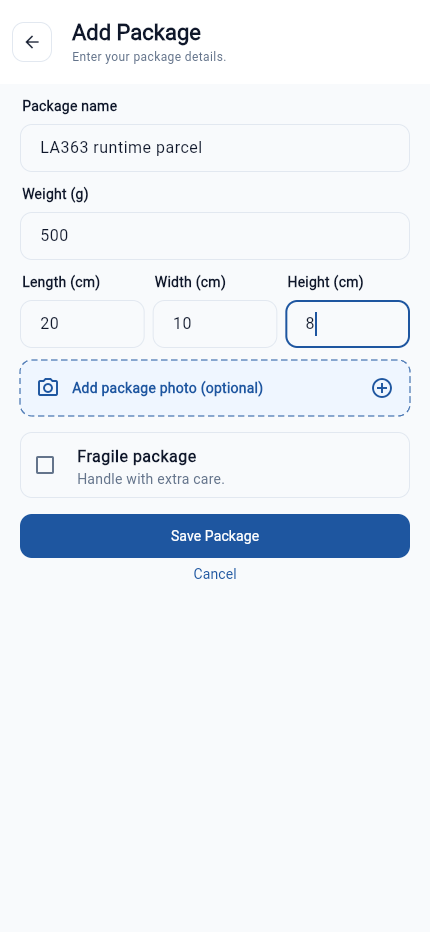 Add Package
Enter your package details.
Package name
LA363 runtime parcel
Weight (g)
500
Length (cm) Width (cm) Height (cm)
20 10 8
Add package photo (optional)
Fragile package
Handle with extra care.
Save Package
Cancel